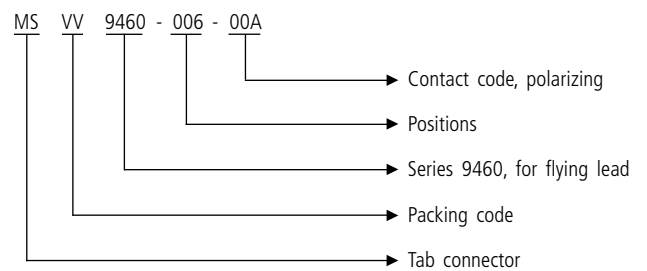 MS VV 9460 - 006 - 00A
Contact code, polarizing
Positions
Series 9460, for flying lead
Packing code
Tab connector